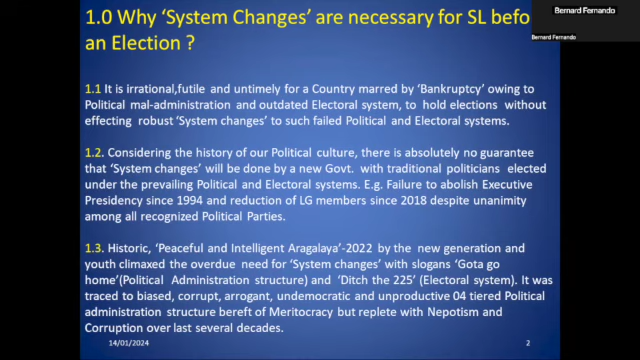 1.0 Why ‘System Changes’ are necessary for SL befo
an Election ?
Bernard Fernando
Bernard Fernando
1.1 It is irrational,futile and untimely for a Country marred by ‘Bankruptcy’ owing to
Political mal-administration and outdated Electoral system, to hold elections without
effecting robust ‘System changes’ to such failed Political and Electoral systems.
1.2. Considering the history of our Political culture, there is absolutely no guarantee
that ‘System changes’ will be done by a new Govt. with traditional politicians elected
under the prevailing Political and Electoral systems. E.g. Failure to abolish Executive
Presidency since 1994 and reduction of LG members since 2018 despite unanimity
among all recognized Political Parties.
1.3. Historic, ‘Peaceful and Intelligent Aragalaya’-2022 by the new generation and
youth climaxed the overdue need for ‘System changes’ with slogans ‘Gota go
home’(Political Administration structure) and ‘Ditch the 225’ (Electoral system). It was
traced to biased, corrupt, arrogant, undemocratic and unproductive 04 tiered Political
administration structure bereft of Meritocracy but replete with Nepotism and
Corruption over last several decades.
14/01/2024
2